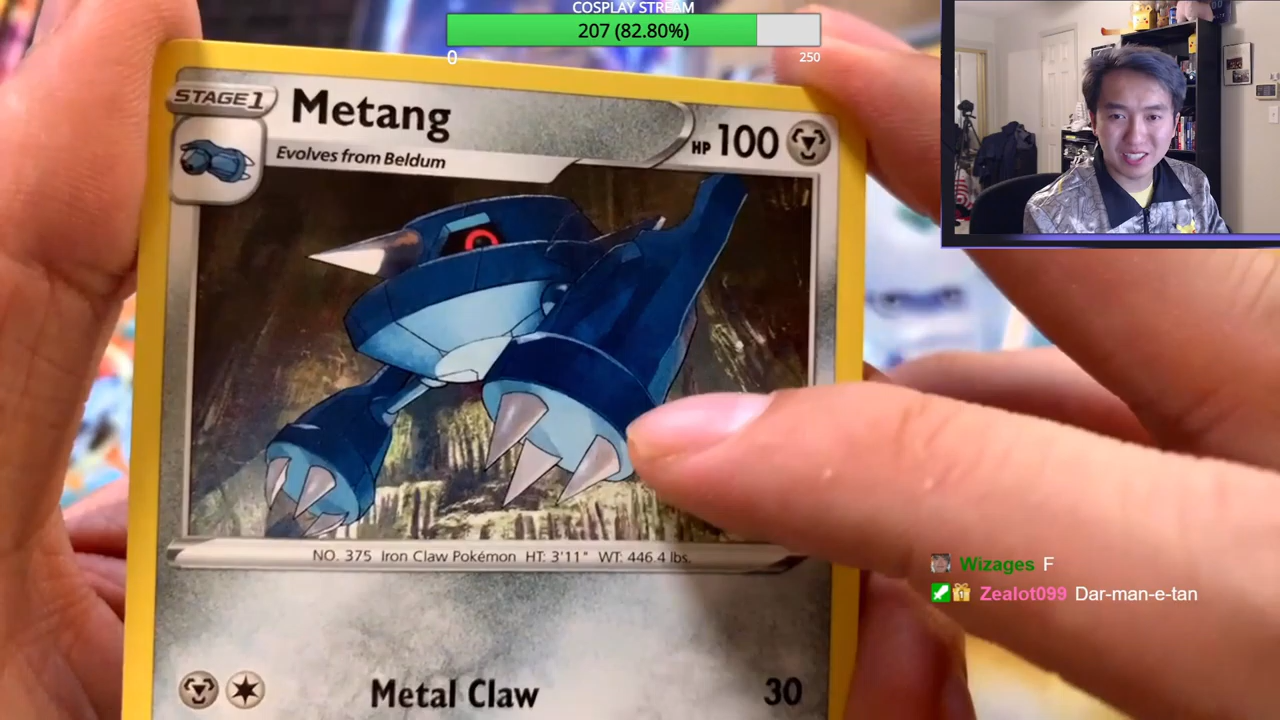 COSPLAY STREAM
207 (82.80%)
0
250
STAGE1
Metang
HP 100
Evolves from Beldum
NO. 375 Iron Claw Pokémon HT: 3'11" WT: 446.4 lbs.
Metal Claw
30
Wizages F
1
Zealot099 Dar-man-e-tan